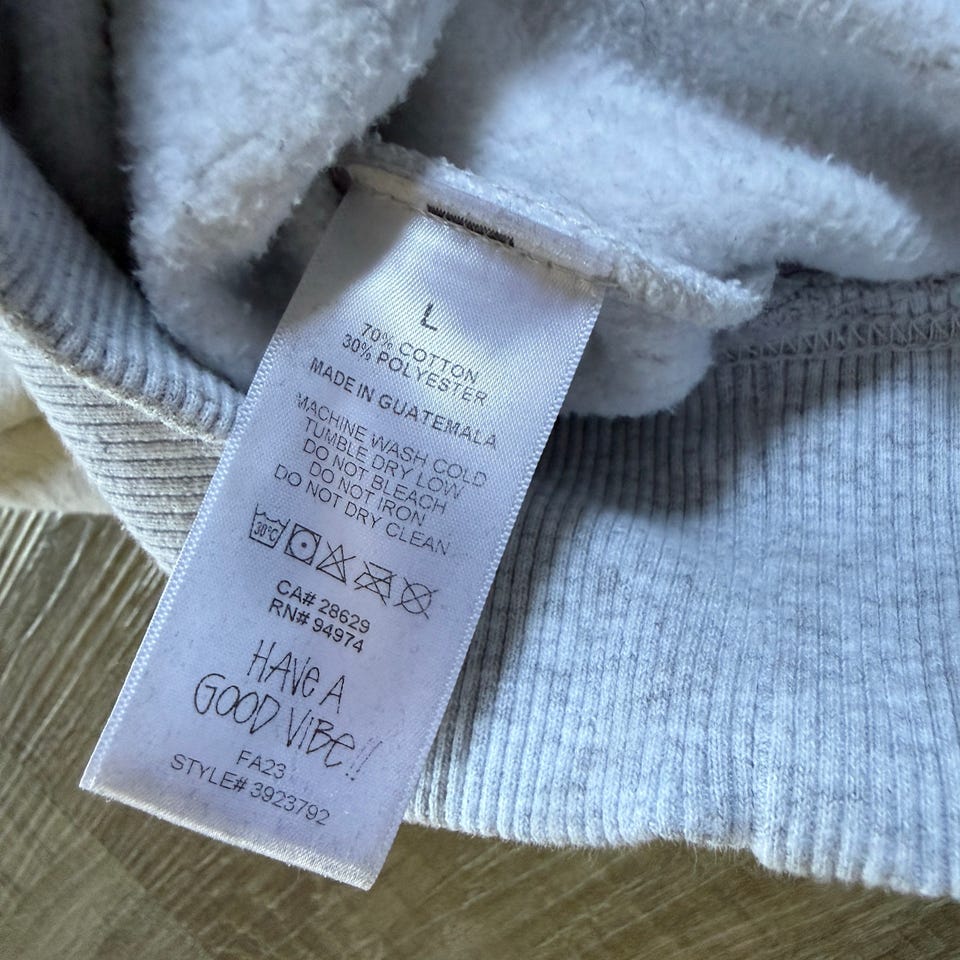 L
70% COTTON
30% POLYESTER
MADE IN GUATEMALA
MACHINE WASH COLD
TUMBLE DRY LOW
DO NOT BLEACH
DO NOT IRON
DO NOT DRY CLEAN
30°C
CA# 28629
RN# 94974
HAVE A
GOOD VIBE!!
FA23
STYLE# 3923792